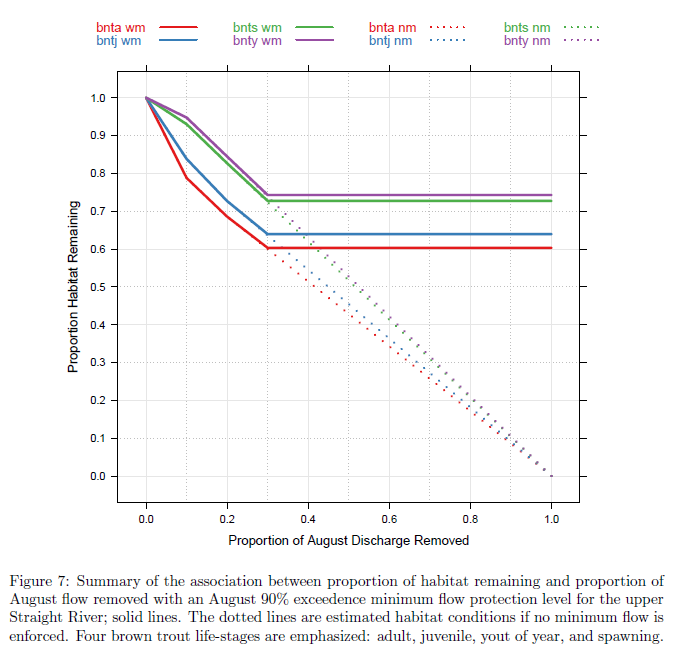 bnta wm bnts wm bnta nm bnts nm
bntj wm bnty wm bntj nm bnty nm
Proportion Habitat Remaining
1.0
0.9
0.8
0.7
0.6
0.5
0.4
0.3
0.2
0.1
0.0
0.0 0.2 0.4 0.6 0.8 1.0
Proportion of August Discharge Removed
Figure 7: Summary of the association between proportion of habitat remaining and proportion of
August flow removed with an August 90% exceedence minimum flow protection level for the upper
Straight River; solid lines. The dotted lines are estimated habitat conditions if no minimum flow is
enforced. Four brown trout life-stages are emphasized: adult, juvenile, yout of year, and spawning.